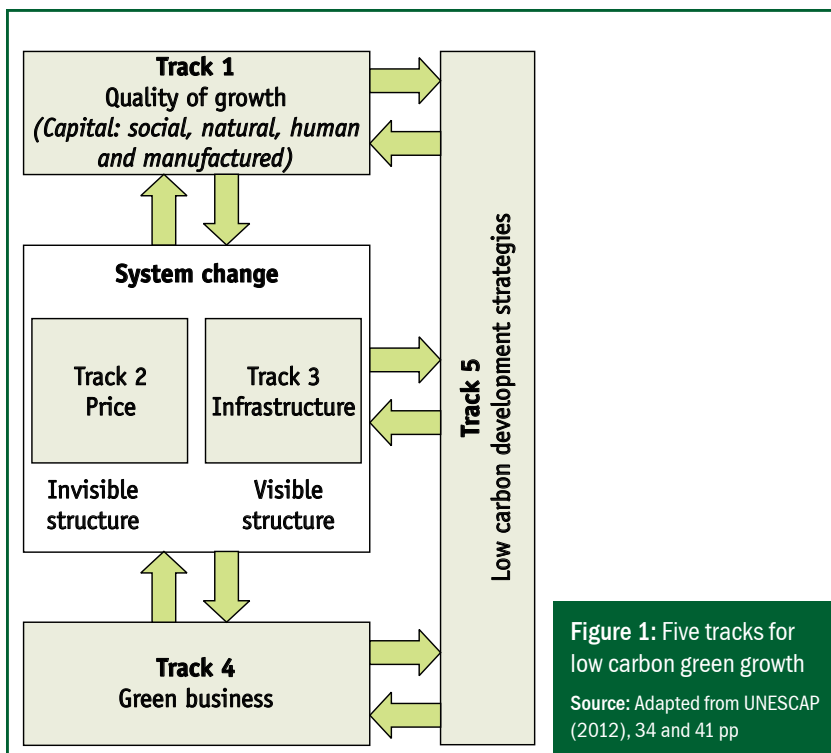 Track 1
Quality of growth
(Capital: social, natural, human
and manufactured)
System change
Track 2
Price
Track 3
Infrastructure
Invisible
structure
Visible
structure
Track 4
Green business
Track 5
Low carbon development strategies
Figure 1: Five tracks for
low carbon green growth
Source: Adapted from UNESCAP
(2012), 34 and 41 pp